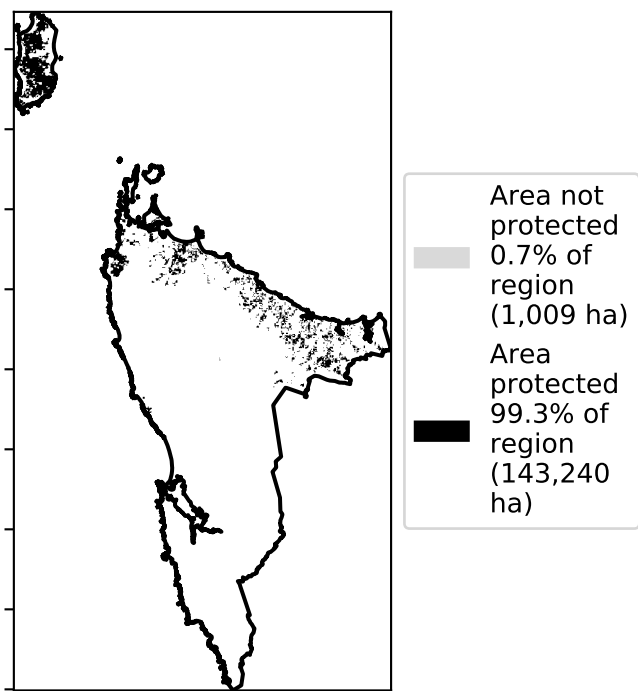 Area not
protected
0.7% of
region
(1,009 ha)
Area
protected
99.3% of
region
(143,240
ha)